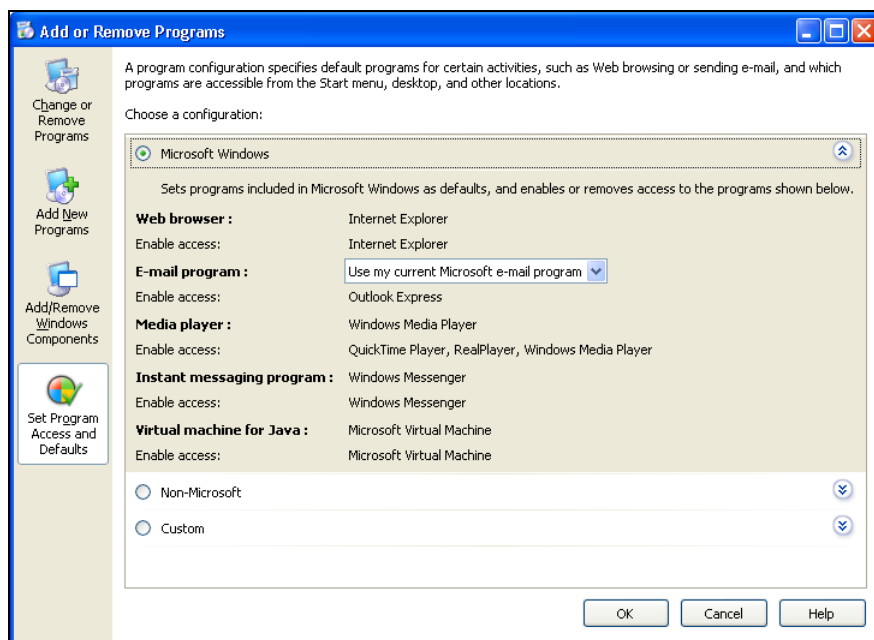 Add or Remove Programs
Change or
Remove
Programs
Add New
Programs
Add/Remove
Windows
Components
Set Program
Access and
Defaults
A program configuration specifies default programs for certain activities, such as Web browsing or sending e-mail, and which
programs are accessible from the Start menu, desktop, and other locations.
Choose a configuration:
Microsoft Windows
Sets programs included in Microsoft Windows as defaults, and enables or removes access to the programs shown below.
Web browser : Internet Explorer
Enable access: Internet Explorer
E-mail program : Use my current Microsoft e-mail program
Enable access: Outlook Express
Media player : Windows Media Player
Enable access: QuickTime Player, RealPlayer, Windows Media Player
Instant messaging program : Windows Messenger
Enable access: Windows Messenger
Virtual machine for Java : Microsoft Virtual Machine
Enable access: Microsoft Virtual Machine
Non-Microsoft
Custom
OK Cancel Help